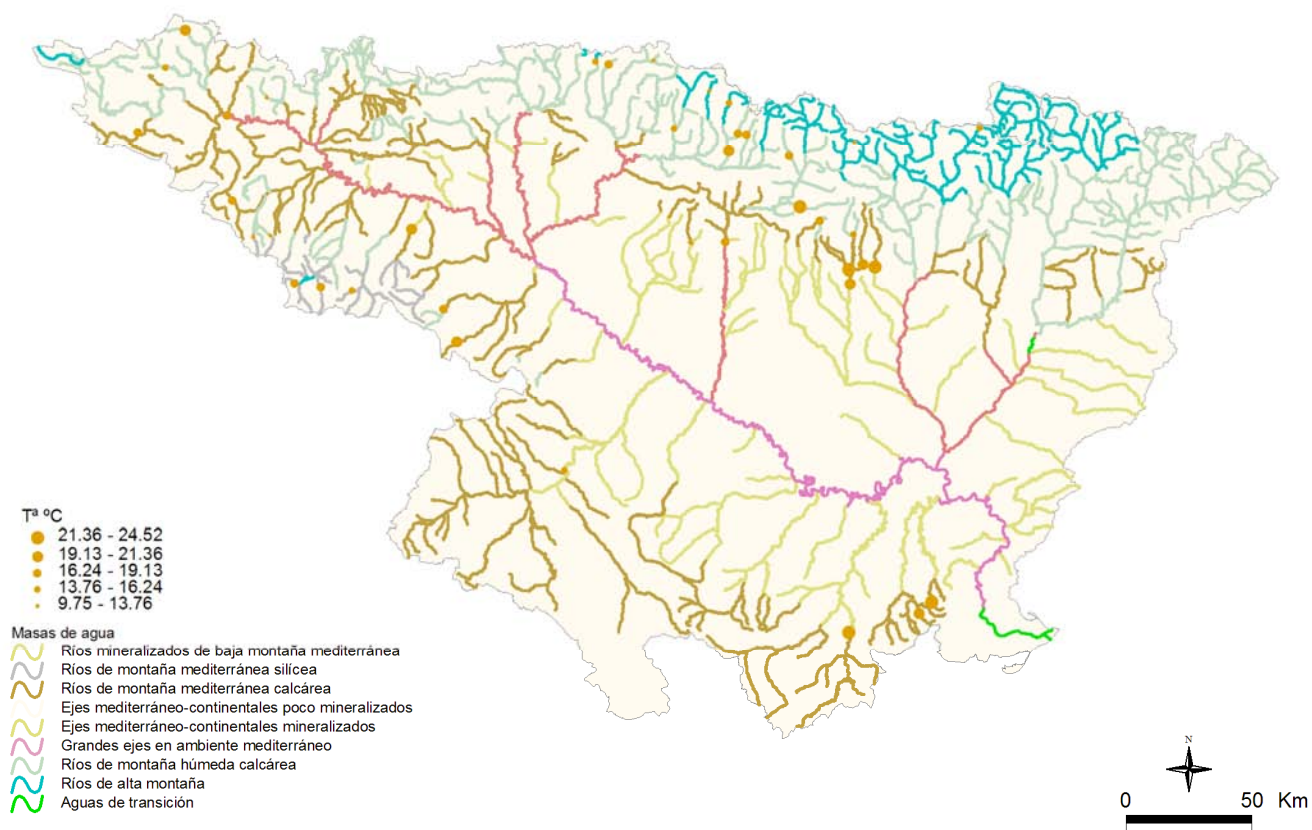 Tª ºC
21.36 - 24.52
19.13 - 21.36
16.24 - 19.13
13.76 - 16.24
9.75 - 13.76
Masas de agua
Ríos mineralizados de baja montaña mediterránea
Ríos de montaña mediterránea silícea
Ríos de montaña mediterránea calcárea
Ejes mediterráneo-continentales poco mineralizados
Ejes mediterráneo-continentales mineralizados
Grandes ejes en ambiente mediterráneo
Ríos de montaña húmeda calcárea
Ríos de alta montaña
Aguas de transición
N
0 50 Km